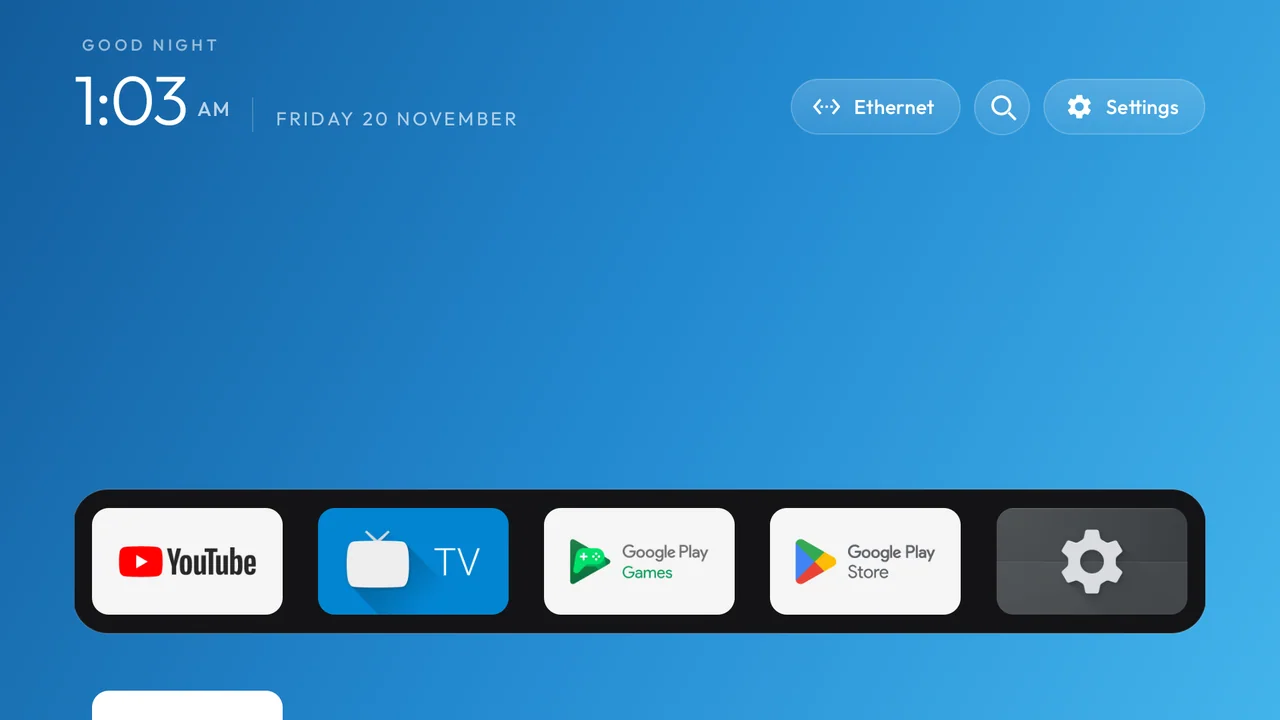 GOOD NIGHT
1:03 AM
FRIDAY 20 NOVEMBER
Ethernet
Settings
YouTube
TV
Google Play
Games
Google Play
Store